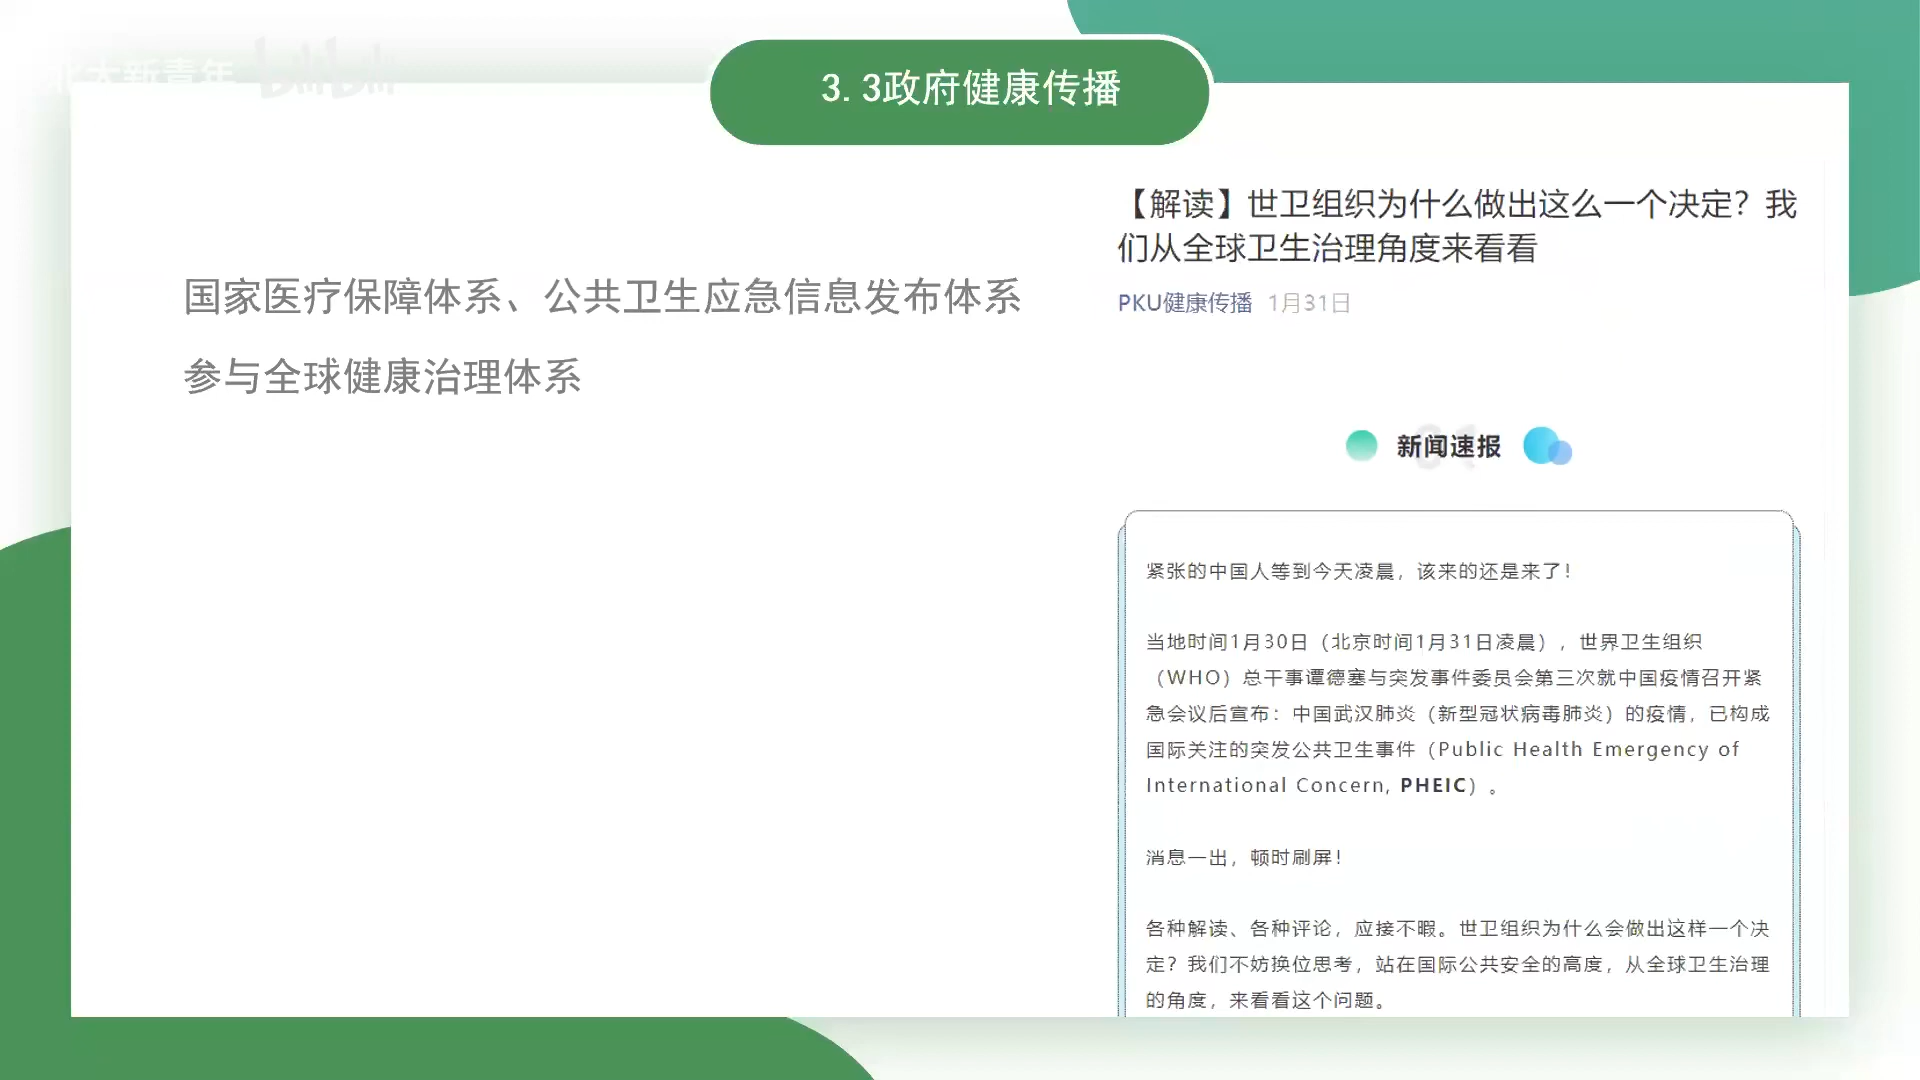 北大新青年 bilibili
3.3政府健康传播
国家医疗保障体系、公共卫生应急信息发布体系
参与全球健康治理体系
【解读】世卫组织为什么做出这么一个决定？我
们从全球卫生治理角度来看看
PKU健康传播 1月31日
01
新闻速报
紧张的中国人等到今天凌晨，该来的还是来了！
当地时间1月30日（北京时间1月31日凌晨），世界卫生组织
（WHO）总干事谭德塞与突发事件委员会第三次就中国疫情召开紧
急会议后宣布：中国武汉肺炎（新型冠状病毒肺炎）的疫情，已构成
国际关注的突发公共卫生事件（Public Health Emergency of
International Concern, PHEIC）。
消息一出，顿时刷屏！
各种解读、各种评论，应接不暇。世卫组织为什么会做出这样一个决
定？我们不妨换位思考，站在国际公共安全的高度，从全球卫生治理
的角度，来看看这个问题。